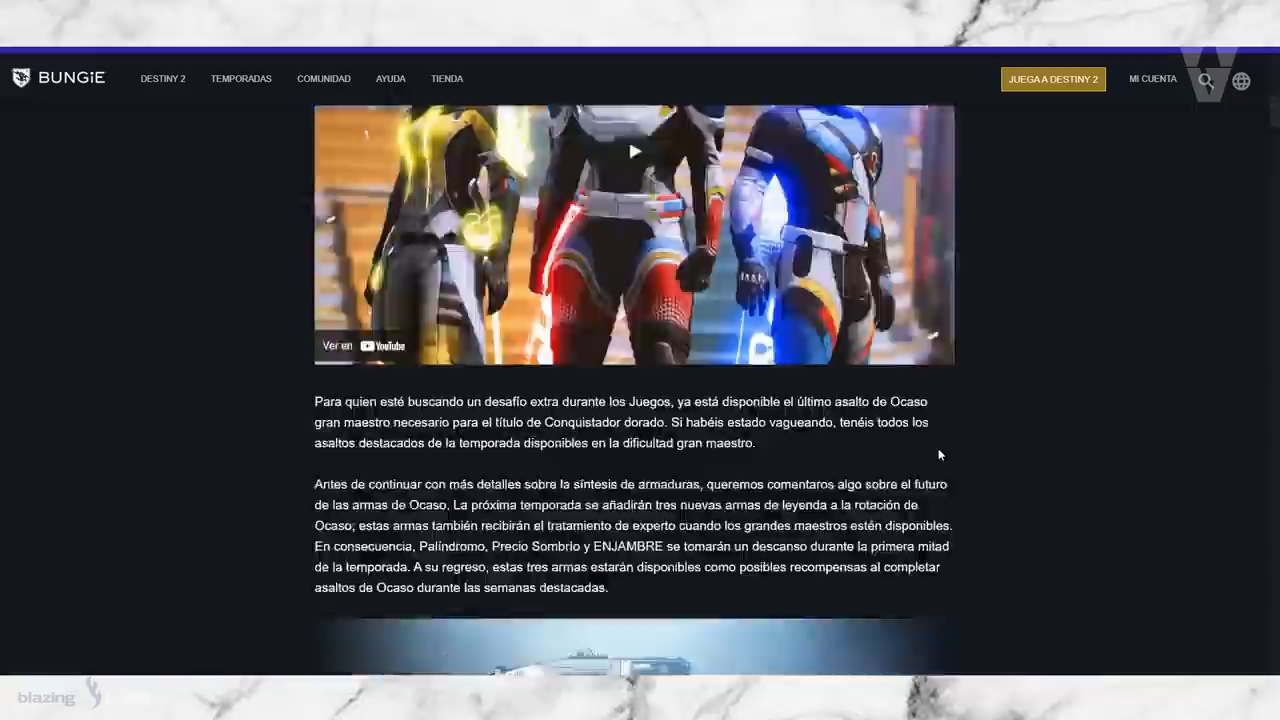 BUNGiE
DESTINY 2
TEMPORADAS
COMUNIDAD
AYUDA
TIENDA
JUEGA A DESTINY 2
MI CUENTA
Ver en YouTube
Para quien esté buscando un desafío extra durante los Juegos, ya está disponible el último asalto de Ocaso
gran maestro necesario para el título de Conquistador dorado. Si habéis estado vagueando, tenéis todos los
asaltos destacados de la temporada disponibles en la dificultad gran maestro.
Antes de continuar con más detalles sobre la síntesis de armaduras, queremos comentaros algo sobre el futuro
de las armas de Ocaso. La próxima temporada se añadirán tres nuevas armas de leyenda a la rotación de
Ocaso, estas armas también recibirán el tratamiento de experto cuando los grandes maestros estén disponibles.
En consecuencia, Palíndromo, Precio Sombrío y ENJAMBRE se tomarán un descanso durante la primera mitad
de la temporada. A su regreso, estas tres armas estarán disponibles como posibles recompensas al completar
asaltos de Ocaso durante las semanas destacadas.
blazing